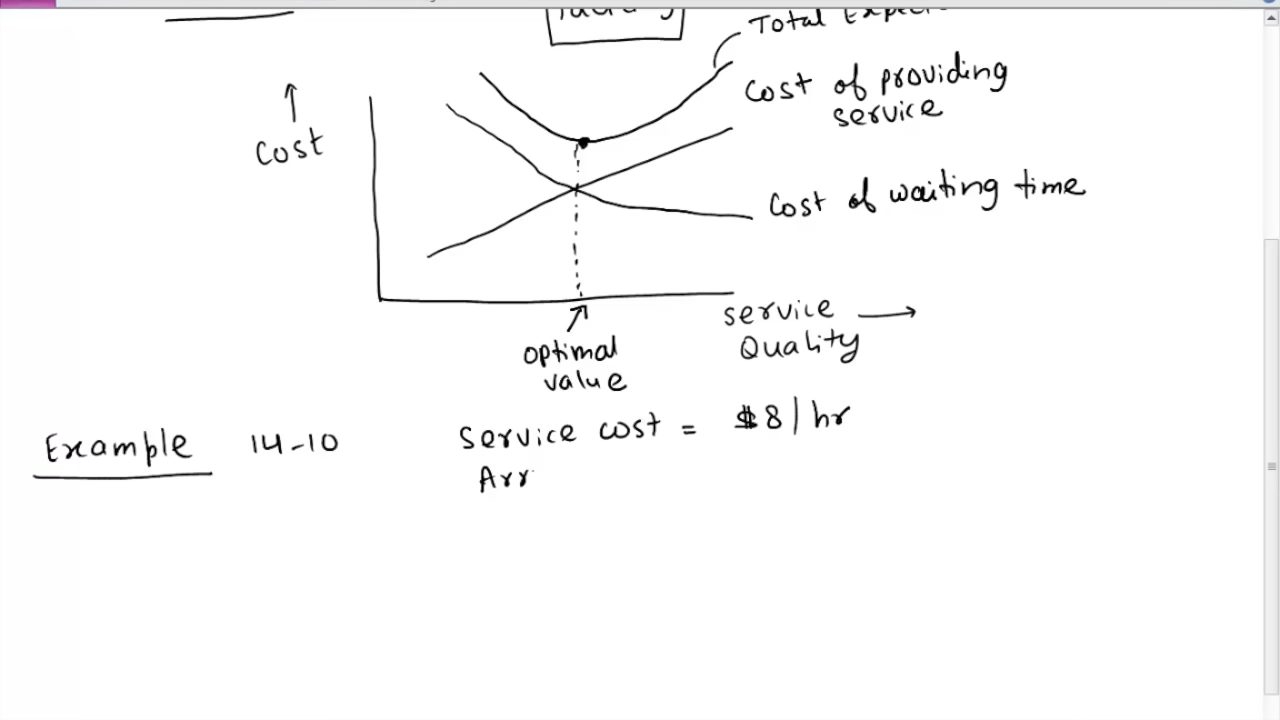 Total
Cost of providing
service
Cost
Cost of waiting time
service
Quality
optimal
value
Example 14-10 Service cost = $8/hr
Arr